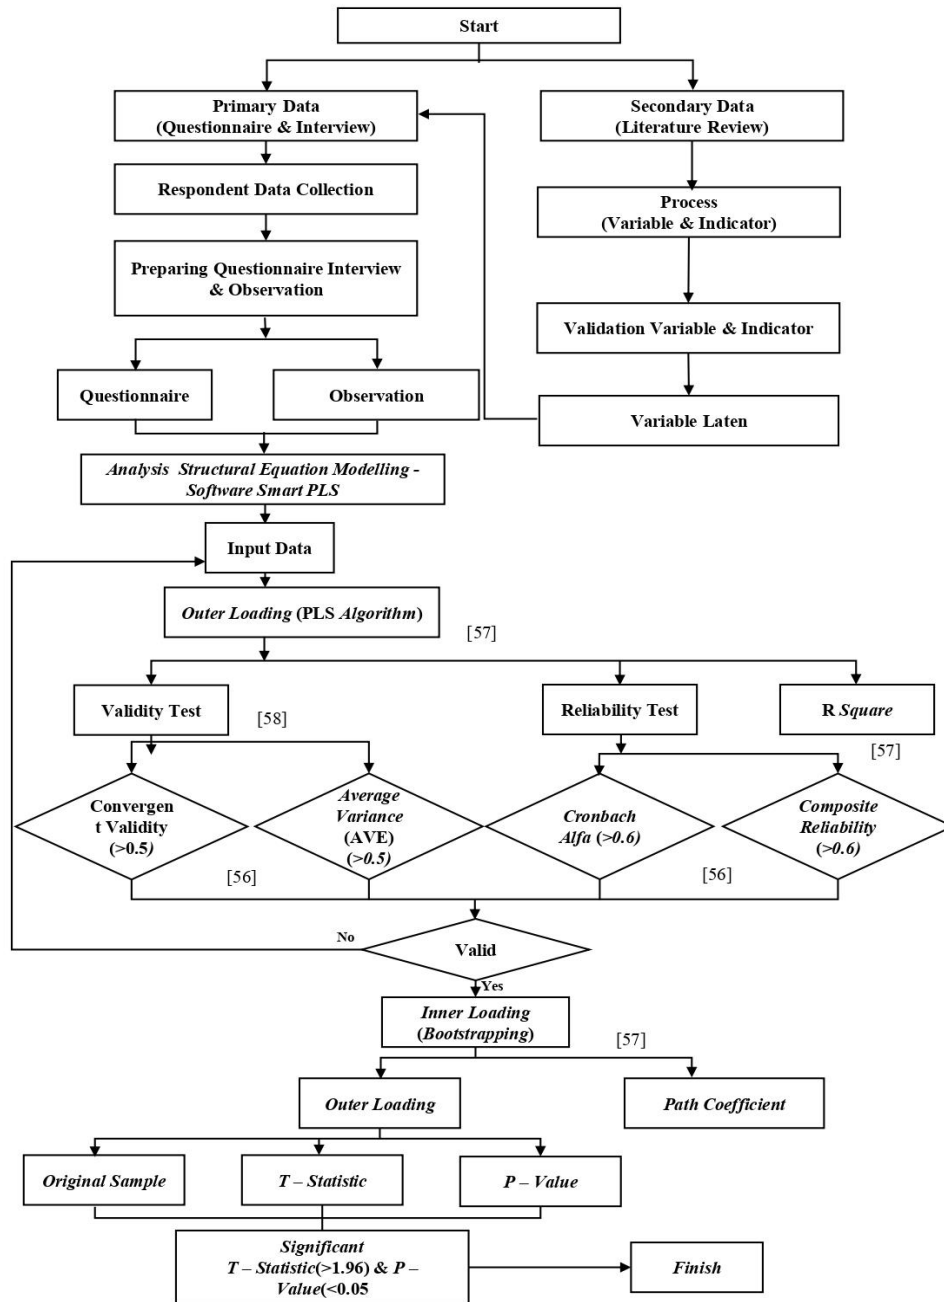 Start
Primary Data
(Questionnaire & Interview)
Secondary Data
(Literature Review)
Respondent Data Collection
Process
(Variable & Indicator)
Preparing Questionnaire Interview
& Observation
Validation Variable & Indicator
Questionnaire
Observation
Variable Laten
Analysis Structural Equation Modelling -
Software Smart PLS
Input Data
Outer Loading (PLS Algorithm)
[57]
Validity Test
Reliability Test
R Square
[58]
[57]
Convergen
t Validity
(>0.5)
Average
Variance
(AVE)
(>0.5)
Cronbach
Alfa (>0.6)
Composite
Reliability
(>0.6)
[56]
[56]
No
Valid
Yes
Inner Loading
(Bootstrapping)
[57]
Outer Loading
Path Coefficient
Original Sample
T – Statistic
P – Value
Significant
T – Statistic(>1.96) & P –
Value(<0.05
Finish